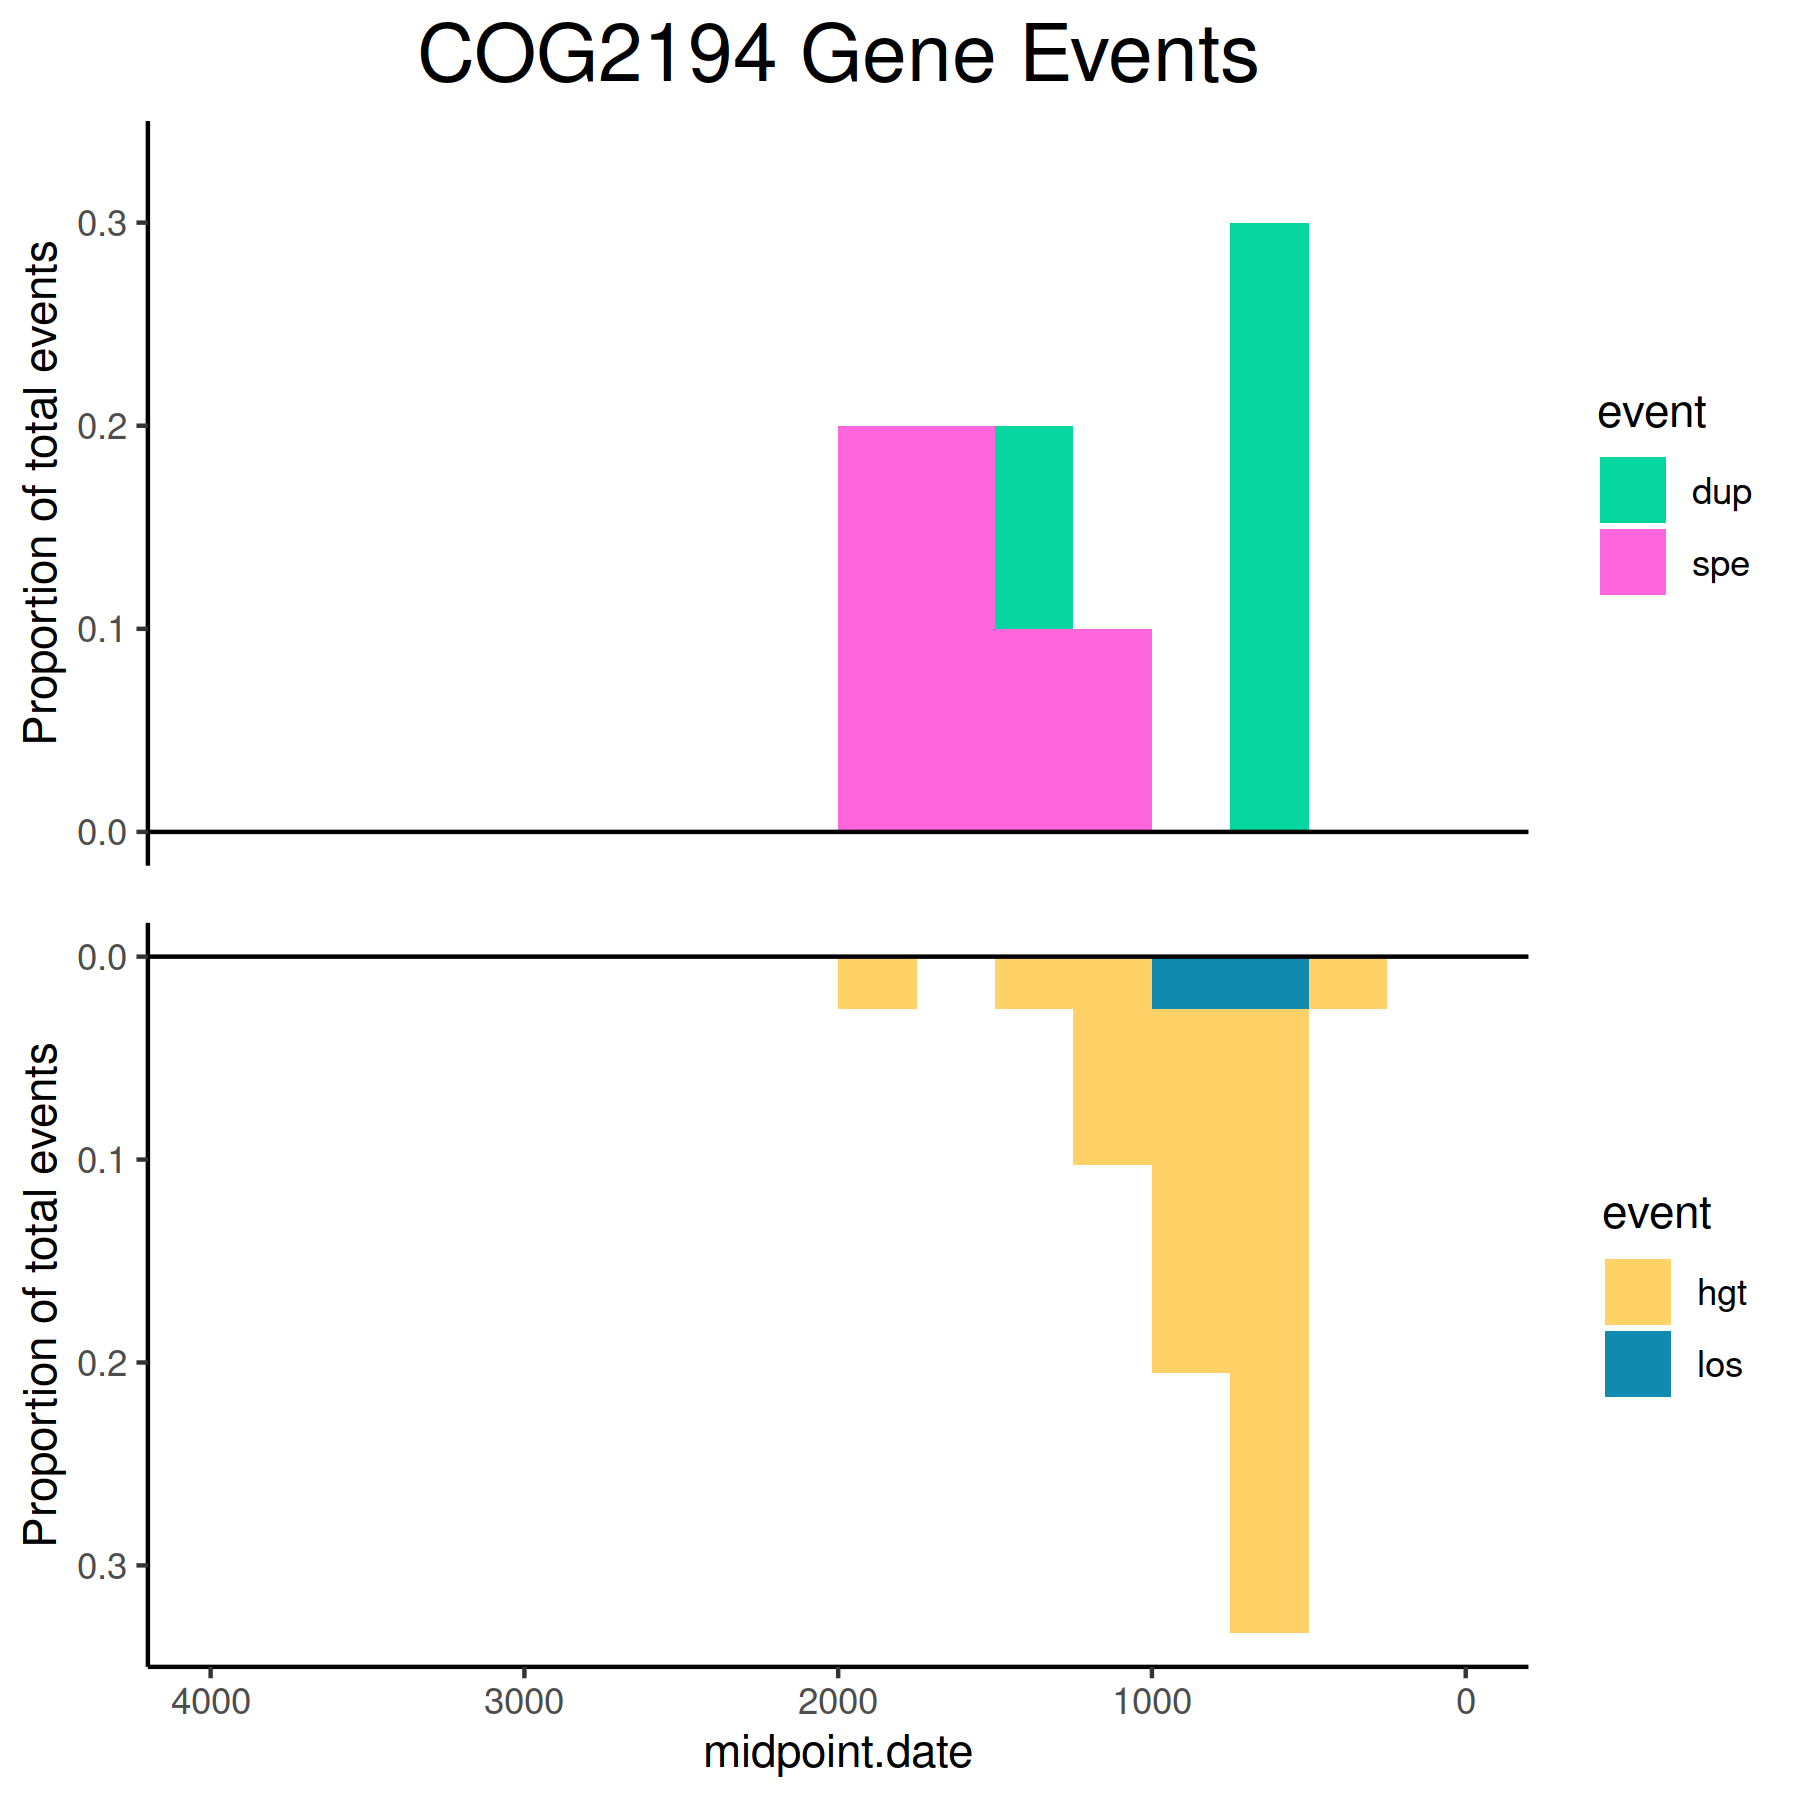 COG2194 Gene Events
Proportion of total events
0.3
0.2
0.1
0.0
event
dup
spe
Proportion of total events
0.0
0.1
0.2
0.3
event
hgt
los
4000 3000 2000 1000 0
midpoint.date